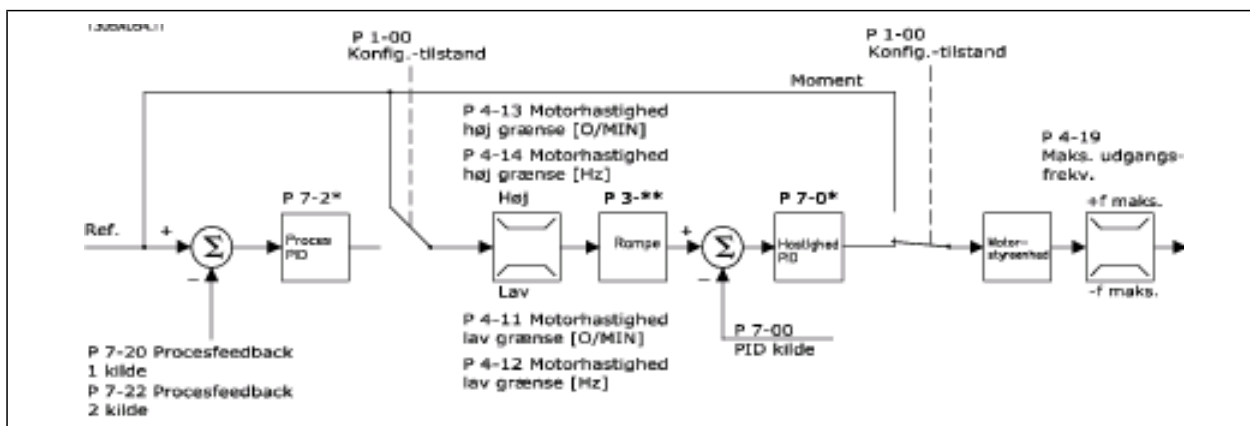 P 1-00
Konfig.-tilstand
P 1-00
Konfig.-tilstand
Moment
P 4-13 Motorhastighed
høj grænse [O/MIN]
P 4-14 Motorhastighed
høj grænse [Hz]
P 4-19
Maks. udgangs-
frekv.
P 7-2*
Høj
P 3-**
P 7-0*
+f maks.
Ref.
+
Σ
Proces
PID
Rampe
+
Σ
Hastighed
PID
Motor-
styreenhed
−
Lav
−
-f maks.
P 4-11 Motorhastighed
lav grænse [O/MIN]
P 4-12 Motorhastighed
lav grænse [Hz]
P 7-00
PID kilde
P 7-20 Procesfeedback
1 kilde
P 7-22 Procesfeedback
2 kilde